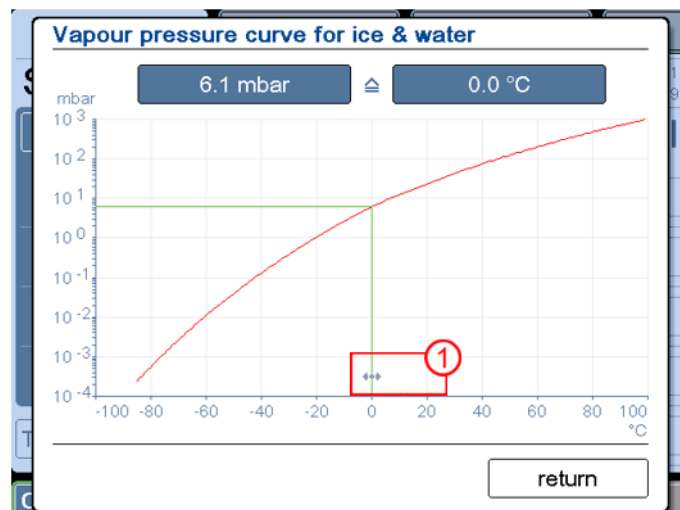 Vapour pressure curve for ice & water
6.1 mbar ≙ 0.0 °C
mbar
10 3
10 2
10 1
10 0
10 -1
10 -2
10 -3
10 -4
-100 -80 -60 -40 -20 0 20 40 60 80 100
°C
1
return